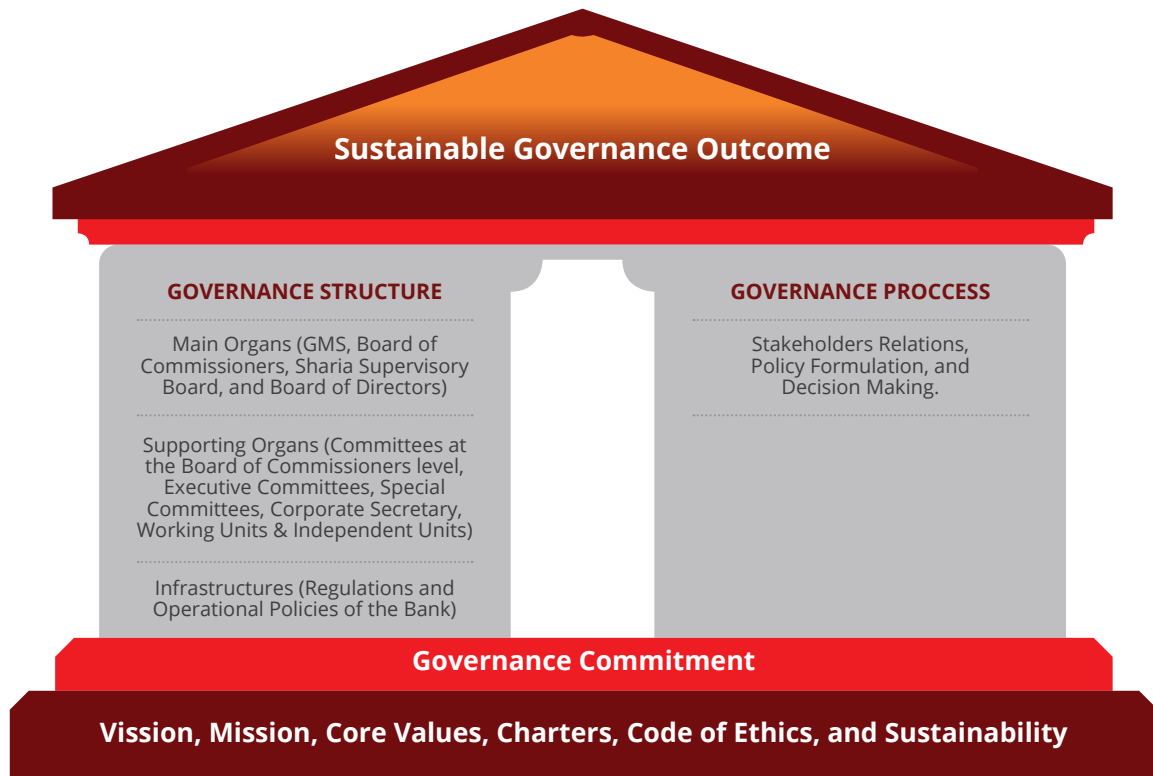 Sustainable Governance Outcome
GOVERNANCE STRUCTURE
Main Organs (GMS, Board of
Commissioners, Sharia Supervisory
Board, and Board of Directors)
Supporting Organs (Committees at
the Board of Commissioners level,
Executive Committees, Special
Committees, Corporate Secretary,
Working Units & Independent Units)
Infrastructures (Regulations and
Operational Policies of the Bank)
GOVERNANCE PROCCESS
Stakeholders Relations,
Policy Formulation, and
Decision Making.
Governance Commitment
Vission, Mission, Core Values, Charters, Code of Ethics, and Sustainability